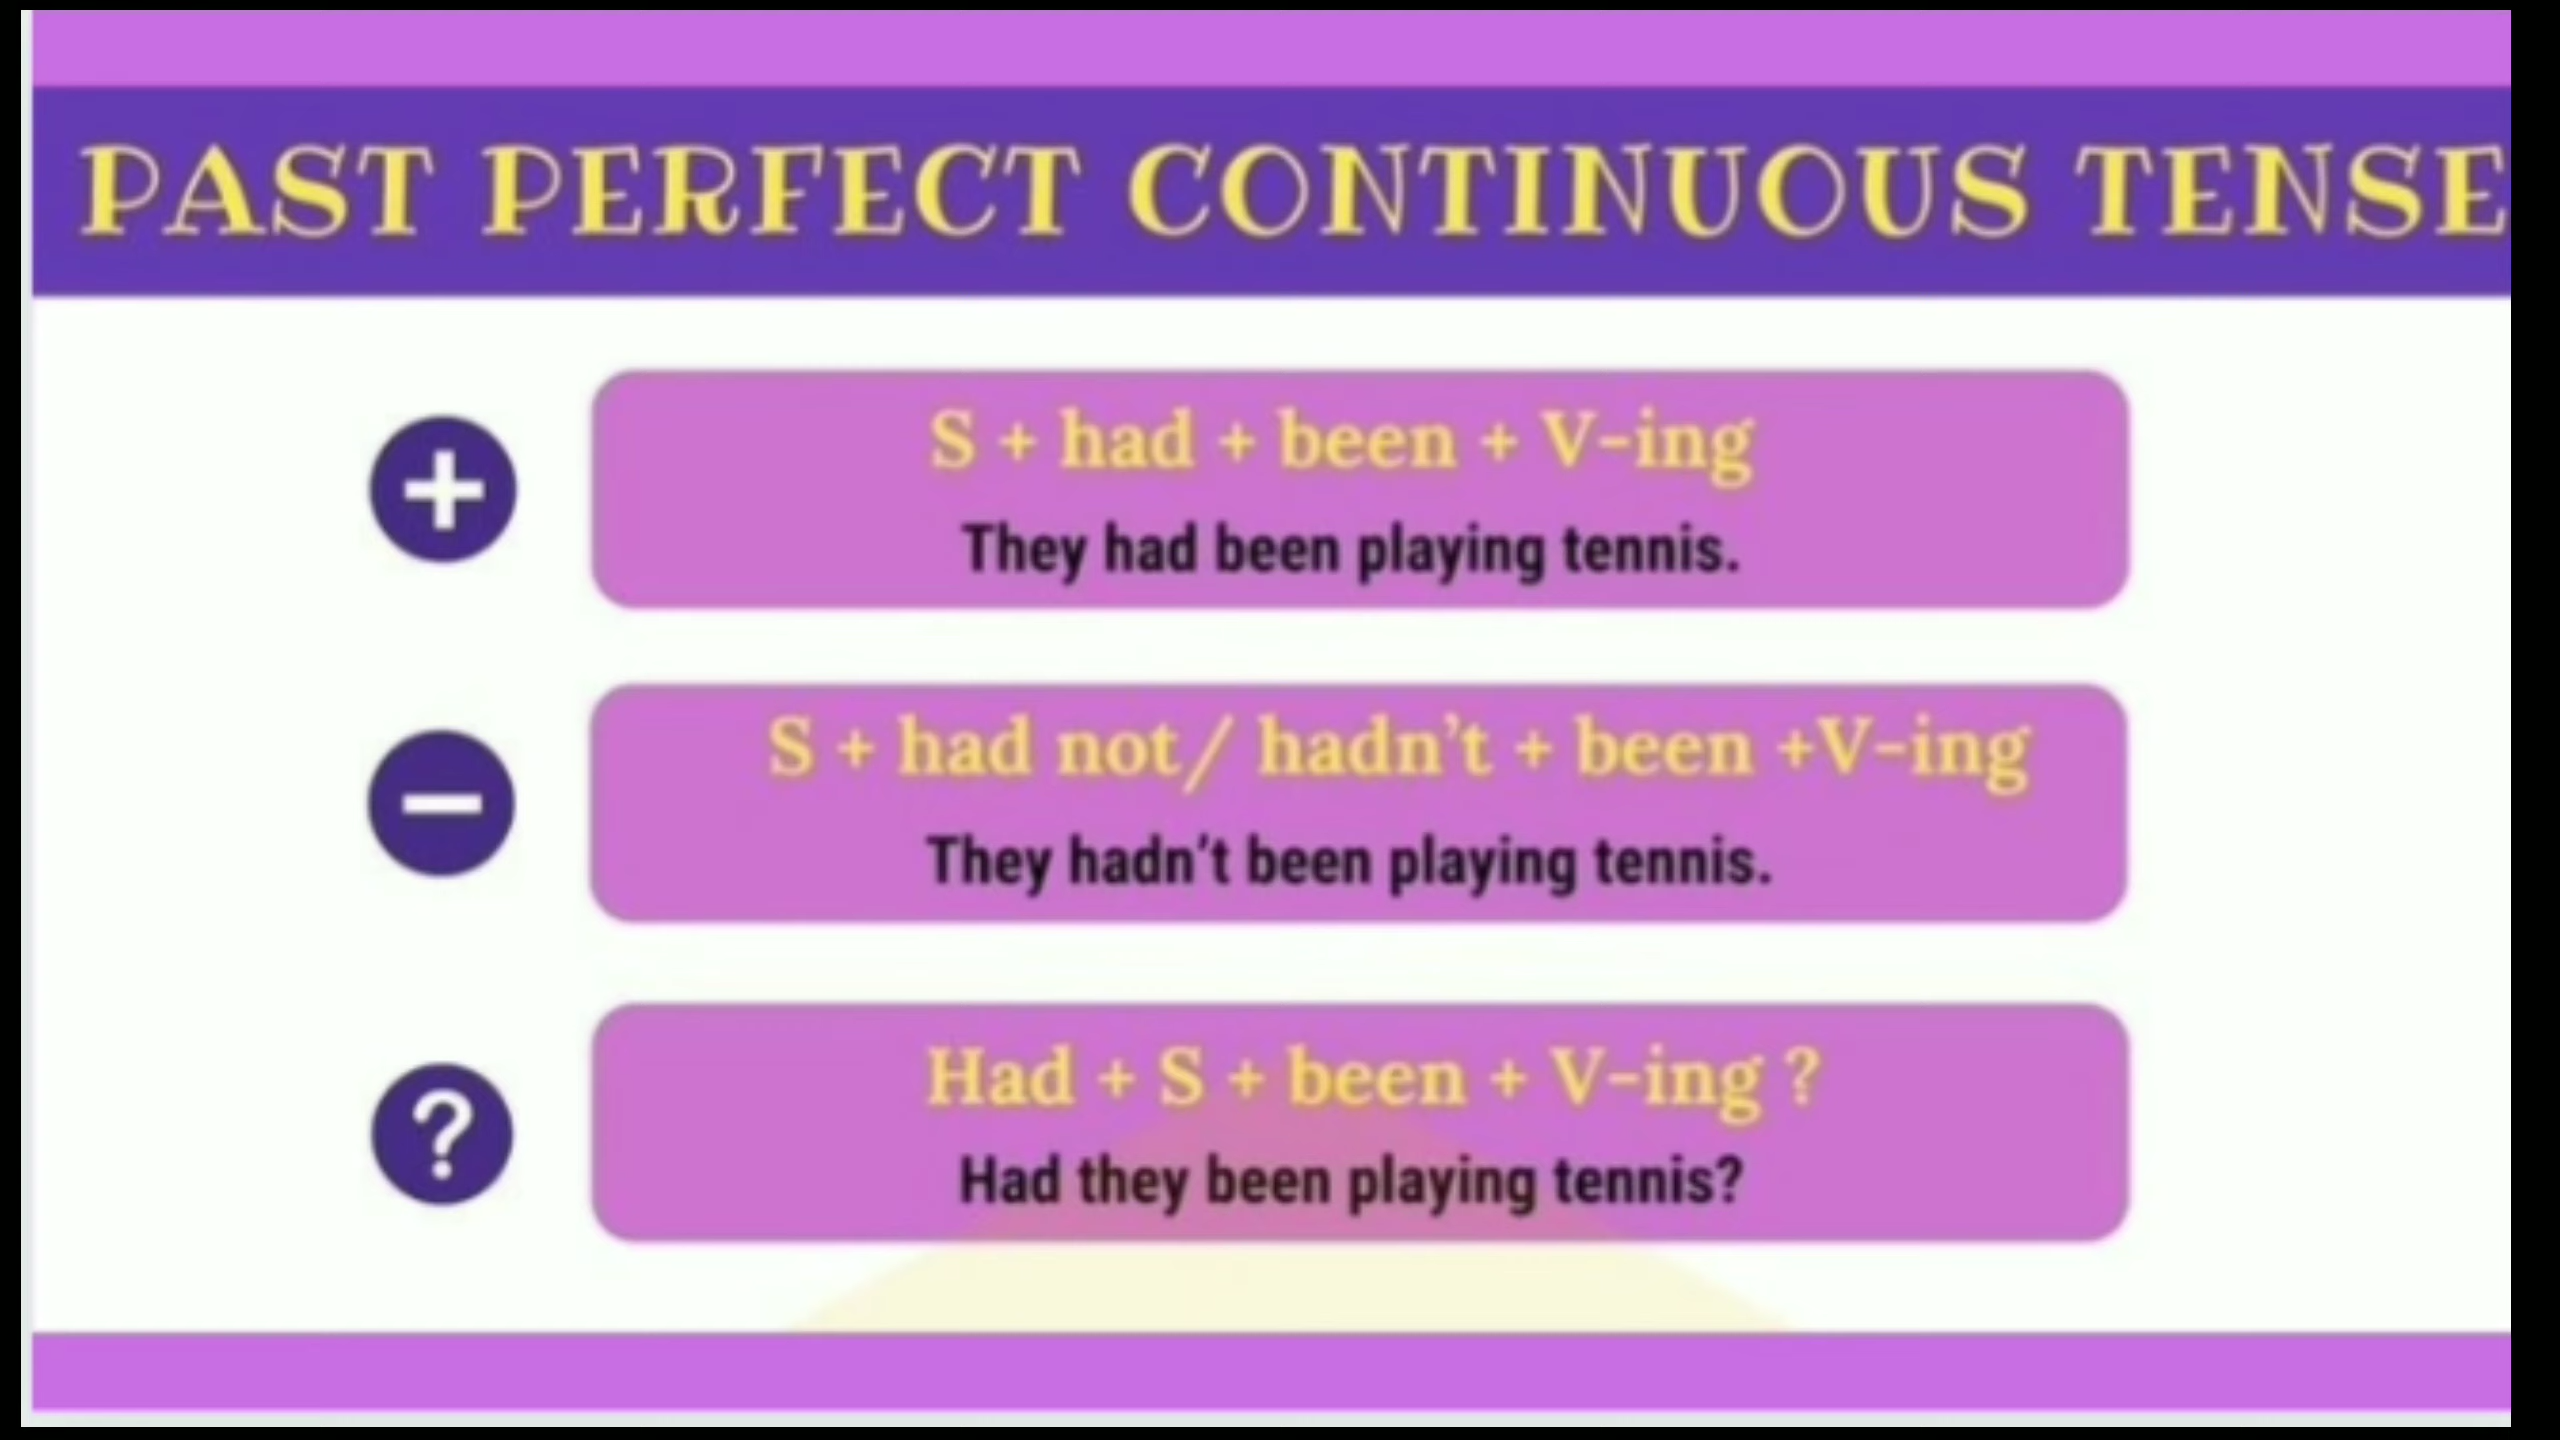 PAST PERFECT CONTINUOUS TENSE
S + had + been + V-ing
They had been playing tennis.
S + had not/ hadn't + been +V-ing
They hadn't been playing tennis.
Had + S + been + V-ing ?
Had they been playing tennis?